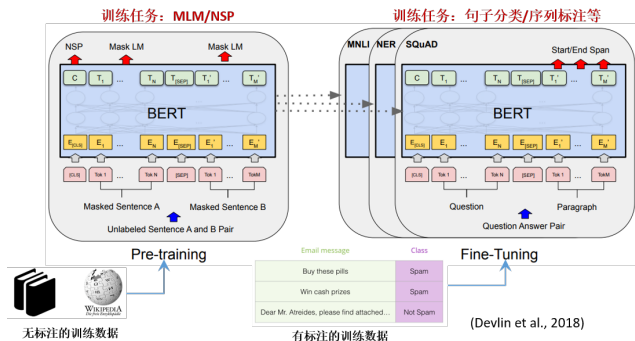 训练任务：MLM/NSP
训练任务：句子分类/序列标注等
NSP
Mask LM
Mask LM
C T1 ... TN T[SEP] T1' ... TM'
BERT
E[CLS] E1 ... EN E[SEP] E1' ... EM'
[CLS] Tok 1 ... Tok N [SEP] Tok 1 ... TokM
Masked Sentence A
Masked Sentence B
Unlabeled Sentence A and B Pair
Pre-training
MNLI
NER
SQuAD
Start/End Span
C T1 ... TN T[SEP] T1' ... TM'
BERT
E[CLS] E1 ... EN E[SEP] E1' ... EM'
[CLS] Tok 1 ... Tok N [SEP] Tok 1 ... TokM
Question
Paragraph
Question Answer Pair
Fine-Tuning
WIKIPEDIA
The Free Encyclopedia
无标注的训练数据
Email message Class
Buy these pills Spam
Win cash prizes Spam
Dear Mr. Atreides, please find attached... Not Spam
有标注的训练数据
(Devlin et al., 2018)